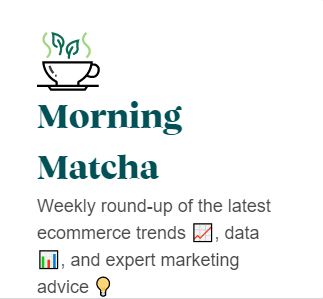 Morning
Matcha
Weekly round-up of the latest
ecommerce trends 📈, data
📊, and expert marketing
advice 💡